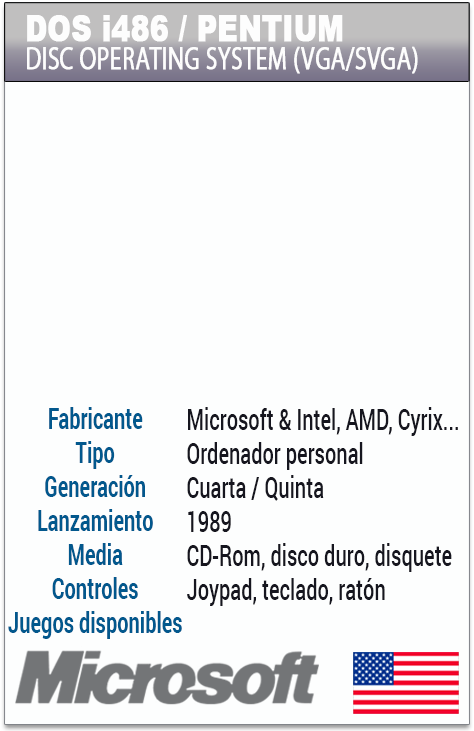 DOS i486 / PENTIUM
DISC OPERATING SYSTEM (VGA/SVGA)
Fabricante Microsoft & Intel, AMD, Cyrix...
Tipo Ordenador personal
Generación Cuarta / Quinta
Lanzamiento 1989
Media CD-Rom, disco duro, disquete
Controles Joypad, teclado, ratón
Juegos disponibles
Microsoft